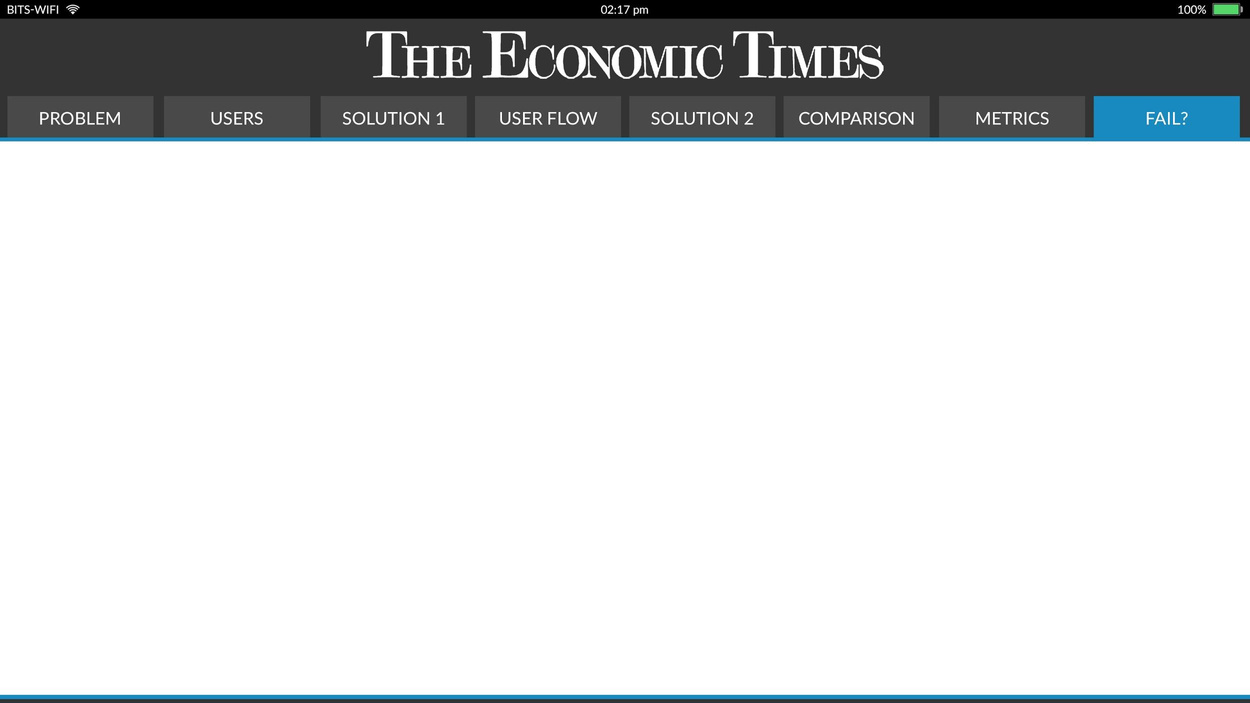 BITS-WIFI 02:17 pm 100%
THE ECONOMIC TIMES
PROBLEM USERS SOLUTION 1 USER FLOW SOLUTION 2 COMPARISON METRICS FAIL?